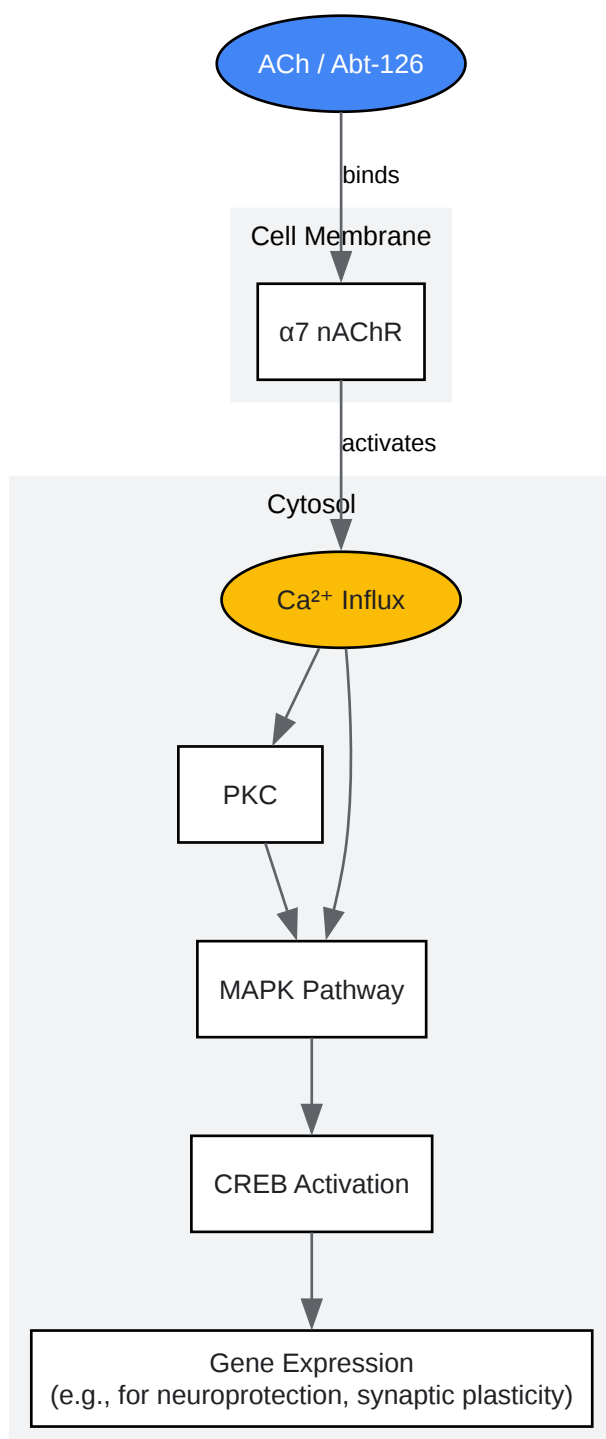 ACh / Abt-126
binds
Cell Membrane
α7 nAChR
activates
Cytosol
Ca²⁺ Influx
PKC
MAPK Pathway
CREB Activation
Gene Expression
(e.g., for neuroprotection, synaptic plasticity)